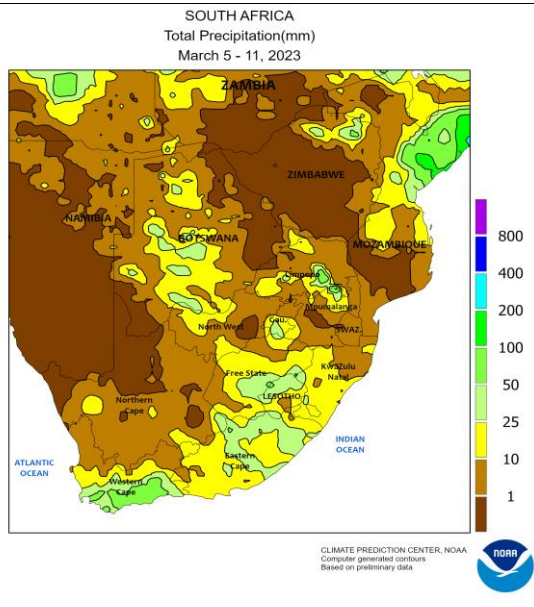 SOUTH AFRICA
Total Precipitation(mm)
March 5 - 11, 2023
ZAMBIA
ZIMBABWE
NAMIBIA
BOTSWANA
MOZAMBIQUE
Limpopo
Mpumalanga
North West
Gau.
SWAZ.
Free State
KwaZulu
Natal
LESOTHO
Northern
Cape
Eastern
Cape
Western
Cape
INDIAN
OCEAN
ATLANTIC
OCEAN
800
400
200
100
50
25
10
1
CLIMATE PREDICTION CENTER, NOAA
Computer generated contours
Based on preliminary data
NOAA